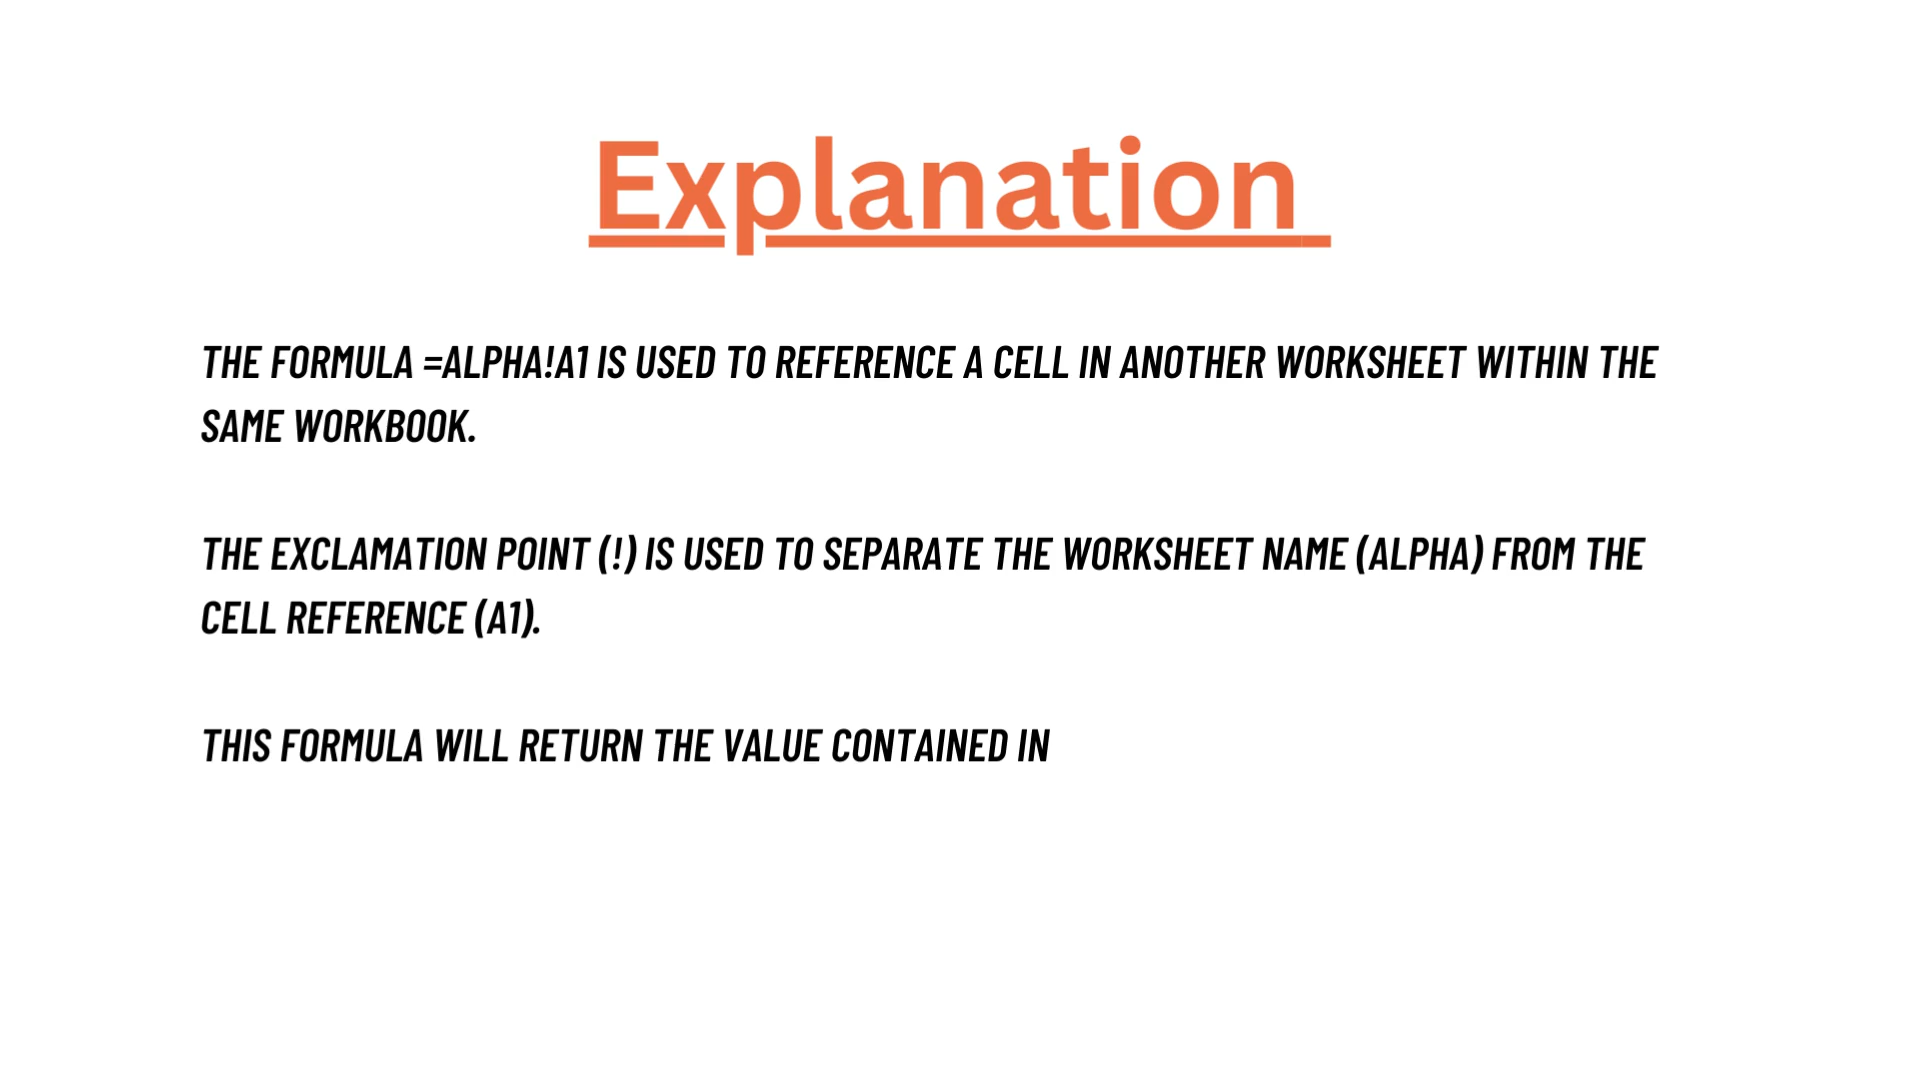 Explanation
THE FORMULA =ALPHA!A1 IS USED TO REFERENCE A CELL IN ANOTHER WORKSHEET WITHIN THE
SAME WORKBOOK.
THE EXCLAMATION POINT (!) IS USED TO SEPARATE THE WORKSHEET NAME (ALPHA) FROM THE
CELL REFERENCE (A1).
THIS FORMULA WILL RETURN THE VALUE CONTAINED IN